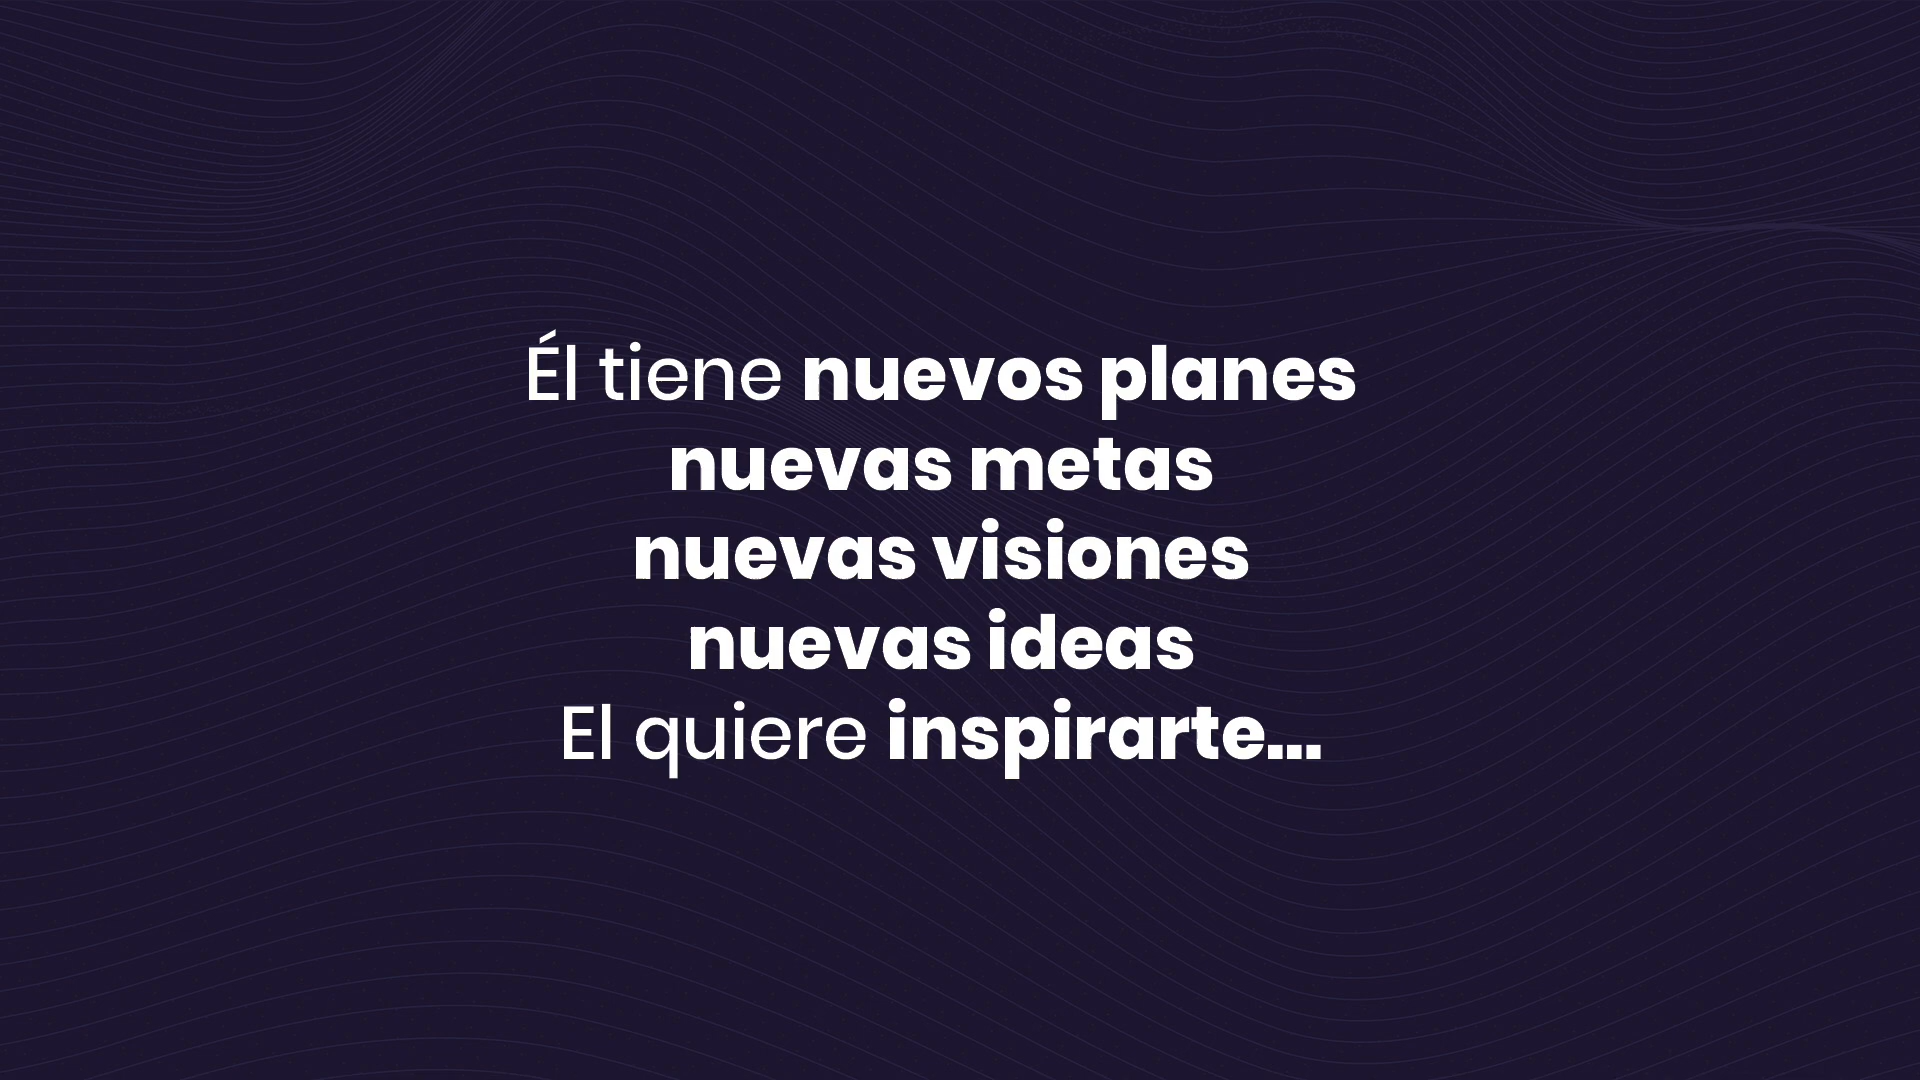 Él tiene nuevos planes
nuevas metas
nuevas visiones
nuevas ideas
El quiere inspirarte...